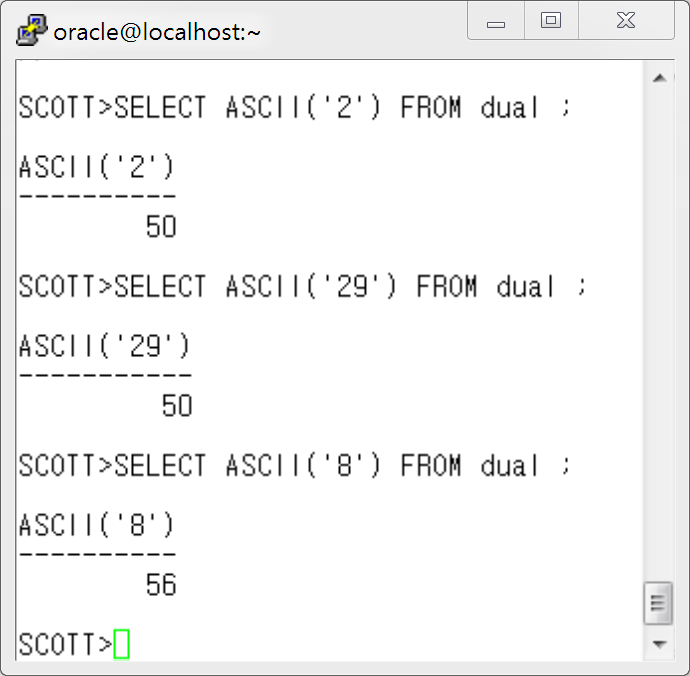 oracle@localhost:~
SCOTT>SELECT ASCII('2') FROM dual ;
ASCII('2')
----------
50
SCOTT>SELECT ASCII('29') FROM dual ;
ASCII('29')
-----------
50
SCOTT>SELECT ASCII('8') FROM dual ;
ASCII('8')
----------
56
SCOTT>